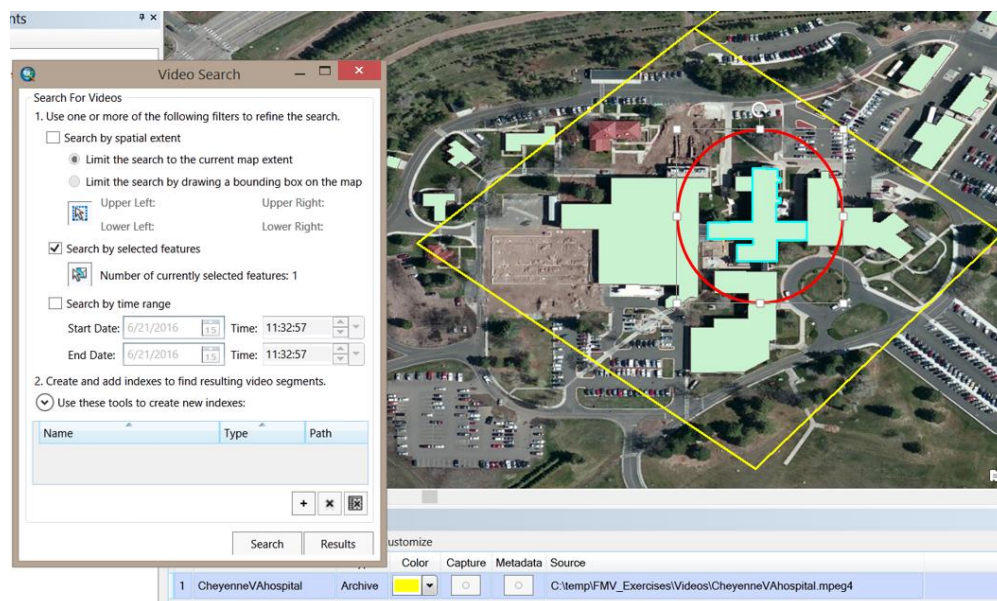 nts
Video Search
Search For Videos
1. Use one or more of the following filters to refine the search.
Search by spatial extent
Limit the search to the current map extent
Limit the search by drawing a bounding box on the map
Upper Left: Upper Right:
Lower Left: Lower Right:
Search by selected features
Number of currently selected features: 1
Search by time range
Start Date: 6/21/2016 15 Time: 11:32:57
End Date: 6/21/2016 15 Time: 11:32:57
2. Create and add indexes to find resulting video segments.
Use these tools to create new indexes:
Name Type Path
Search Results
ustomize
Color Capture Metadata Source
1 CheyenneVAhospital Archive C:\temp\FMV_Exercises\Videos\CheyenneVAhospital.mpeg4